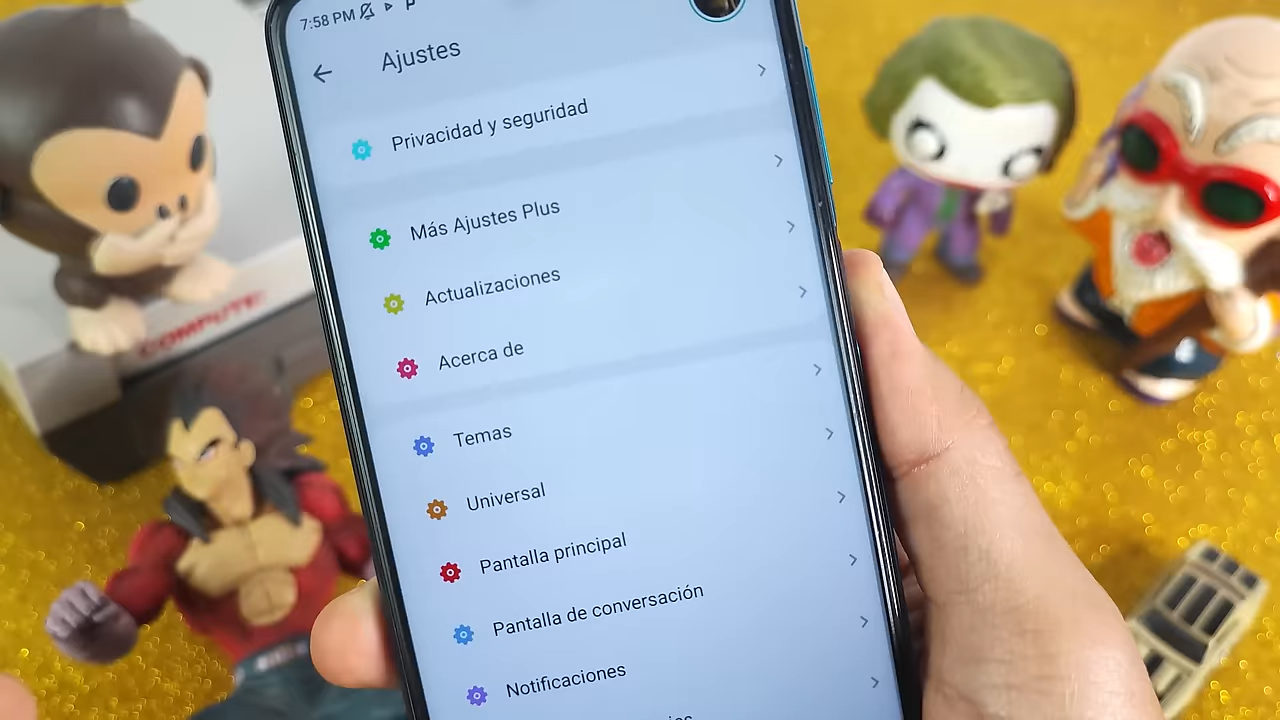 7:58 PM
Ajustes
Privacidad y seguridad
Más Ajustes Plus
Actualizaciones
Acerca de
Temas
Universal
Pantalla principal
Pantalla de conversación
Notificaciones
COMPUTE!